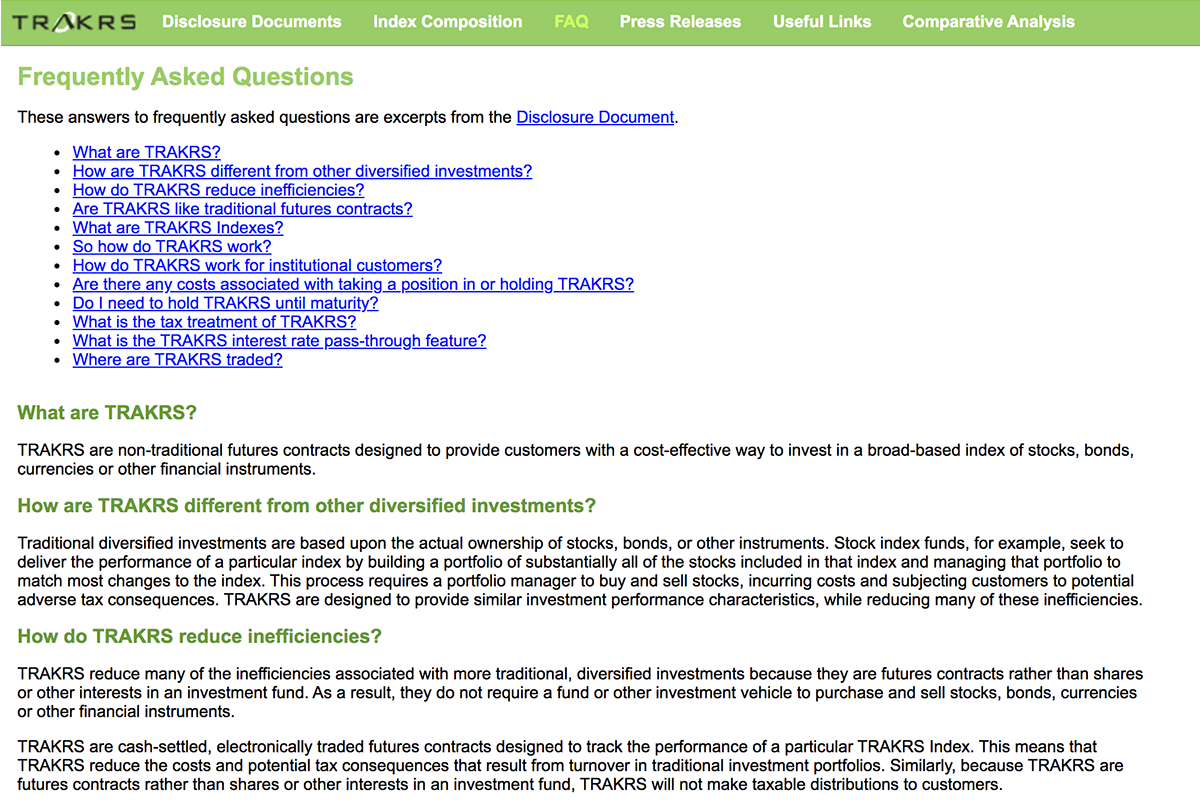 TRAKRS Disclosure Documents Index Composition FAQ Press Releases Useful Links Comparative Analysis
Frequently Asked Questions
These answers to frequently asked questions are excerpts from the Disclosure Document.
• What are TRAKRS?
• How are TRAKRS different from other diversified investments?
• How do TRAKRS reduce inefficiencies?
• Are TRAKRS like traditional futures contracts?
• What are TRAKRS Indexes?
• So how do TRAKRS work?
• How do TRAKRS work for institutional customers?
• Are there any costs associated with taking a position in or holding TRAKRS?
• Do I need to hold TRAKRS until maturity?
• What is the tax treatment of TRAKRS?
• What is the TRAKRS interest rate pass-through feature?
• Where are TRAKRS traded?
What are TRAKRS?
TRAKRS are non-traditional futures contracts designed to provide customers with a cost-effective way to invest in a broad-based index of stocks, bonds,
currencies or other financial instruments.
How are TRAKRS different from other diversified investments?
Traditional diversified investments are based upon the actual ownership of stocks, bonds, or other instruments. Stock index funds, for example, seek to
deliver the performance of a particular index by building a portfolio of substantially all of the stocks included in that index and managing that portfolio to
match most changes to the index. This process requires a portfolio manager to buy and sell stocks, incurring costs and subjecting customers to potential
adverse tax consequences. TRAKRS are designed to provide similar investment performance characteristics, while reducing many of these inefficiencies.
How do TRAKRS reduce inefficiencies?
TRAKRS reduce many of the inefficiencies associated with more traditional, diversified investments because they are futures contracts rather than shares
or other interests in an investment fund. As a result, they do not require a fund or other investment vehicle to purchase and sell stocks, bonds, currencies
or other financial instruments.
TRAKRS are cash-settled, electronically traded futures contracts designed to track the performance of a particular TRAKRS Index. This means that
TRAKRS reduce the costs and potential tax consequences that result from turnover in traditional investment portfolios. Similarly, because TRAKRS are
futures contracts rather than shares or other interests in an investment fund, TRAKRS will not make taxable distributions to customers.